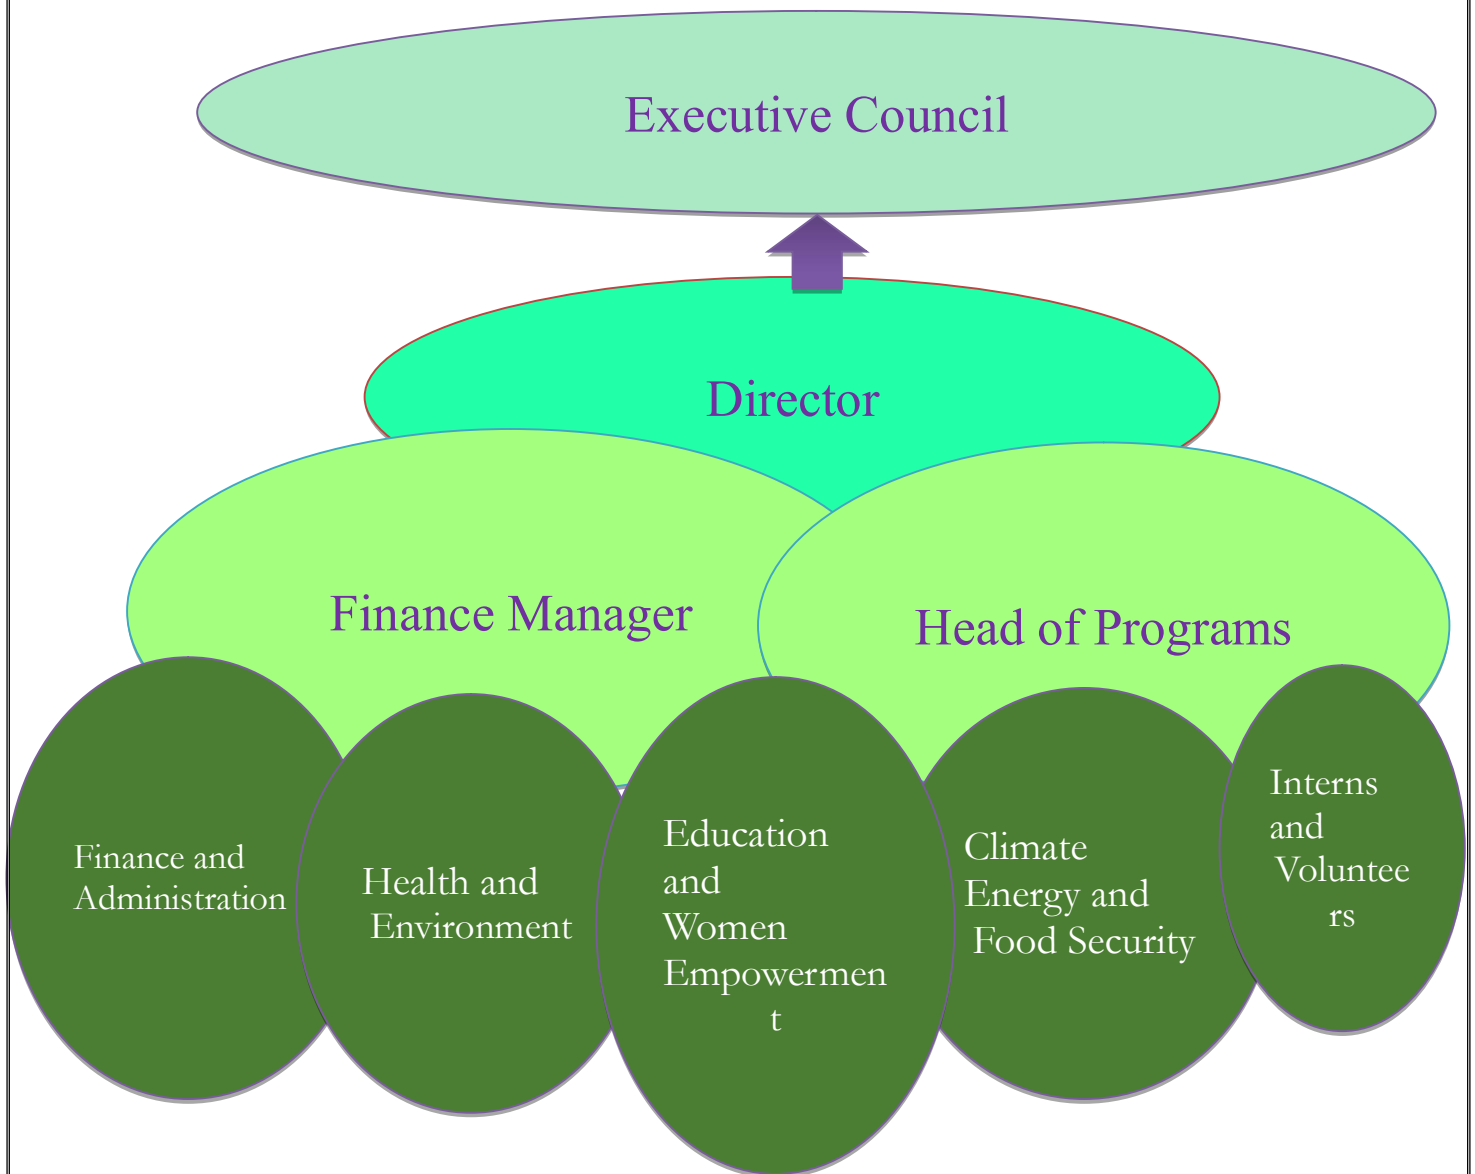 Executive Council
Director
Finance Manager
Head of Programs
Finance and
Administration
Health and
Environment
Education
and
Women
Empowermen
t
Climate
Energy and
Food Security
Interns
and
Voluntee
rs